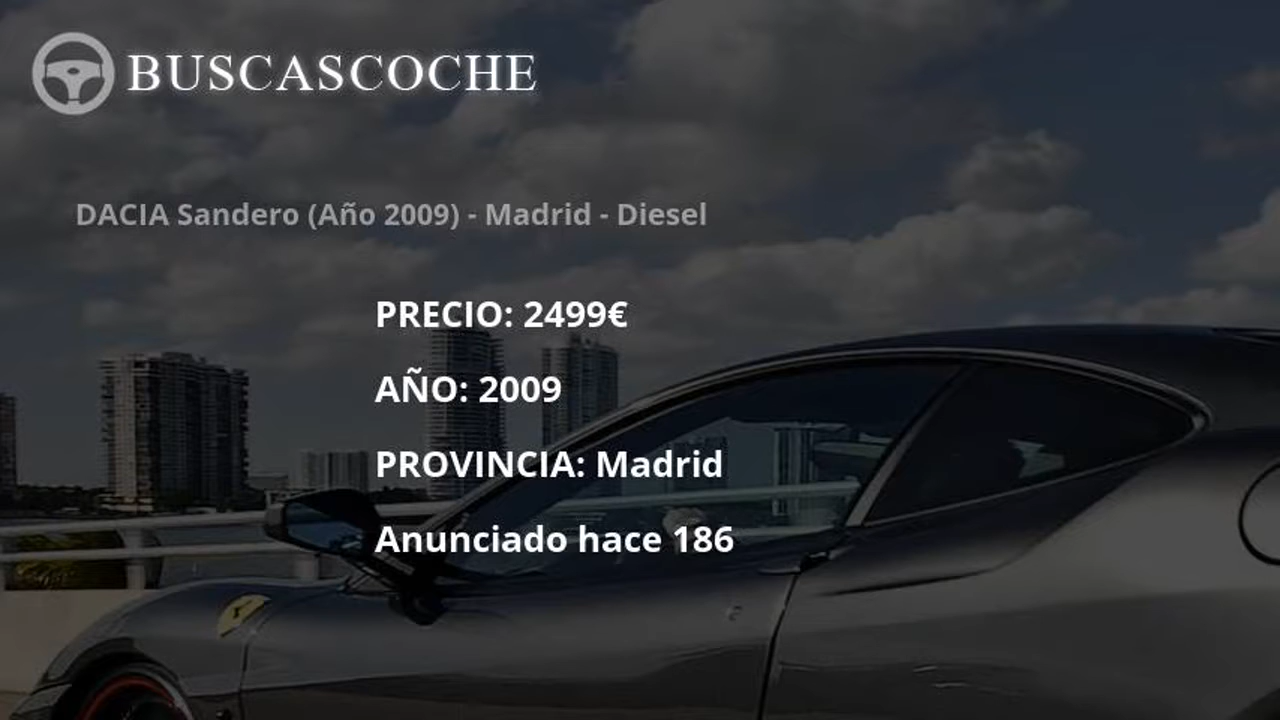 BUSCASCOCHE
DACIA Sandero (Año 2009) - Madrid - Diesel
PRECIO: 2499€
AÑO: 2009
PROVINCIA: Madrid
Anunciado hace 186